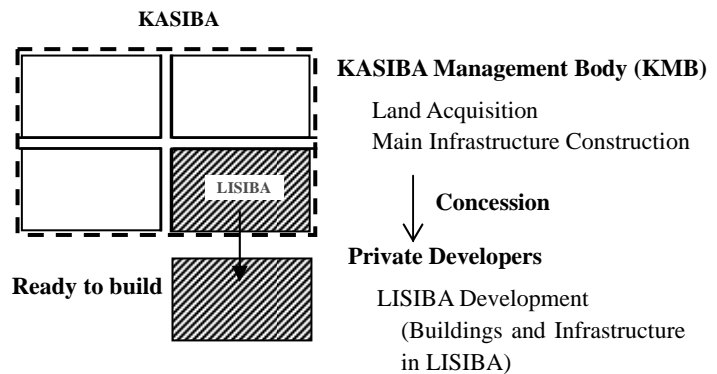 KASIBA
LISIBA
Ready to build
KASIBA Management Body (KMB)
Land Acquisition
Main Infrastructure Construction
Concession
Private Developers
LISIBA Development
(Buildings and Infrastructure
in LISIBA)